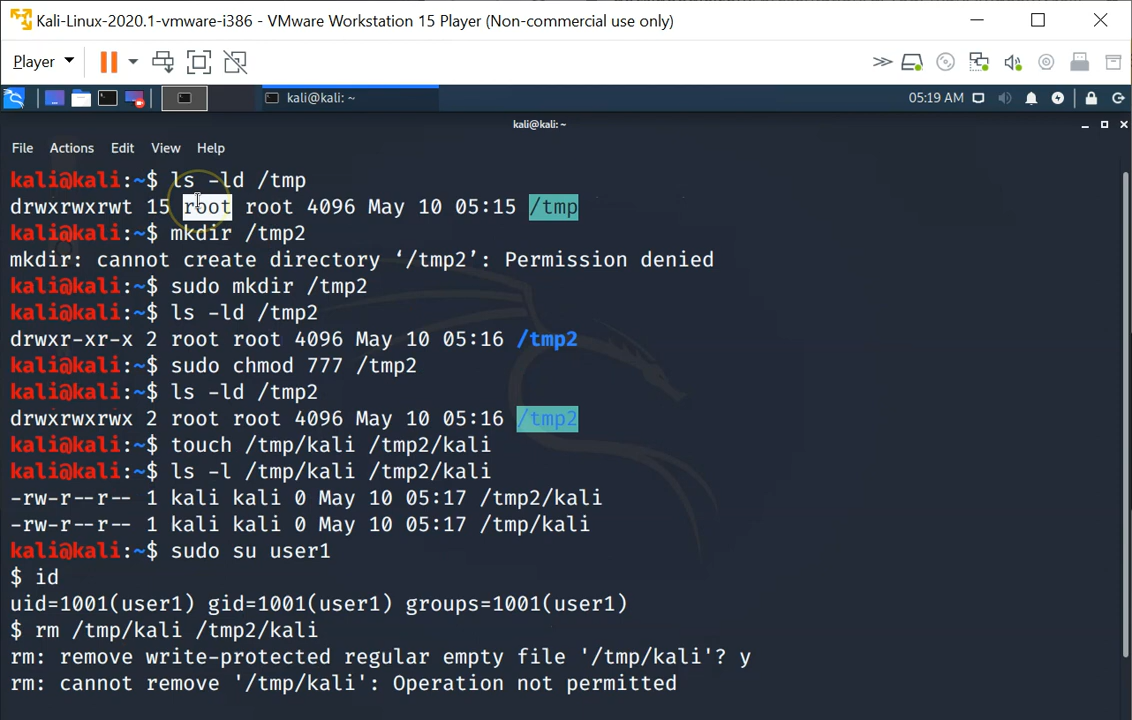 Kali-Linux-2020.1-vmware-i386 - VMware Workstation 15 Player (Non-commercial use only)
Player
kali@kali: ~
05:19 AM
kali@kali: ~
File Actions Edit View Help
kali@kali:~$ ls -ld /tmp
drwxrwxrwt 15 root root 4096 May 10 05:15 /tmp
kali@kali:~$ mkdir /tmp2
mkdir: cannot create directory ‘/tmp2’: Permission denied
kali@kali:~$ sudo mkdir /tmp2
kali@kali:~$ ls -ld /tmp2
drwxr-xr-x 2 root root 4096 May 10 05:16 /tmp2
kali@kali:~$ sudo chmod 777 /tmp2
kali@kali:~$ ls -ld /tmp2
drwxrwxrwx 2 root root 4096 May 10 05:16 /tmp2
kali@kali:~$ touch /tmp/kali /tmp2/kali
kali@kali:~$ ls -l /tmp/kali /tmp2/kali
-rw-r--r-- 1 kali kali 0 May 10 05:17 /tmp2/kali
-rw-r--r-- 1 kali kali 0 May 10 05:17 /tmp/kali
kali@kali:~$ sudo su user1
$ id
uid=1001(user1) gid=1001(user1) groups=1001(user1)
$ rm /tmp/kali /tmp2/kali
rm: remove write-protected regular empty file '/tmp/kali'? y
rm: cannot remove '/tmp/kali': Operation not permitted